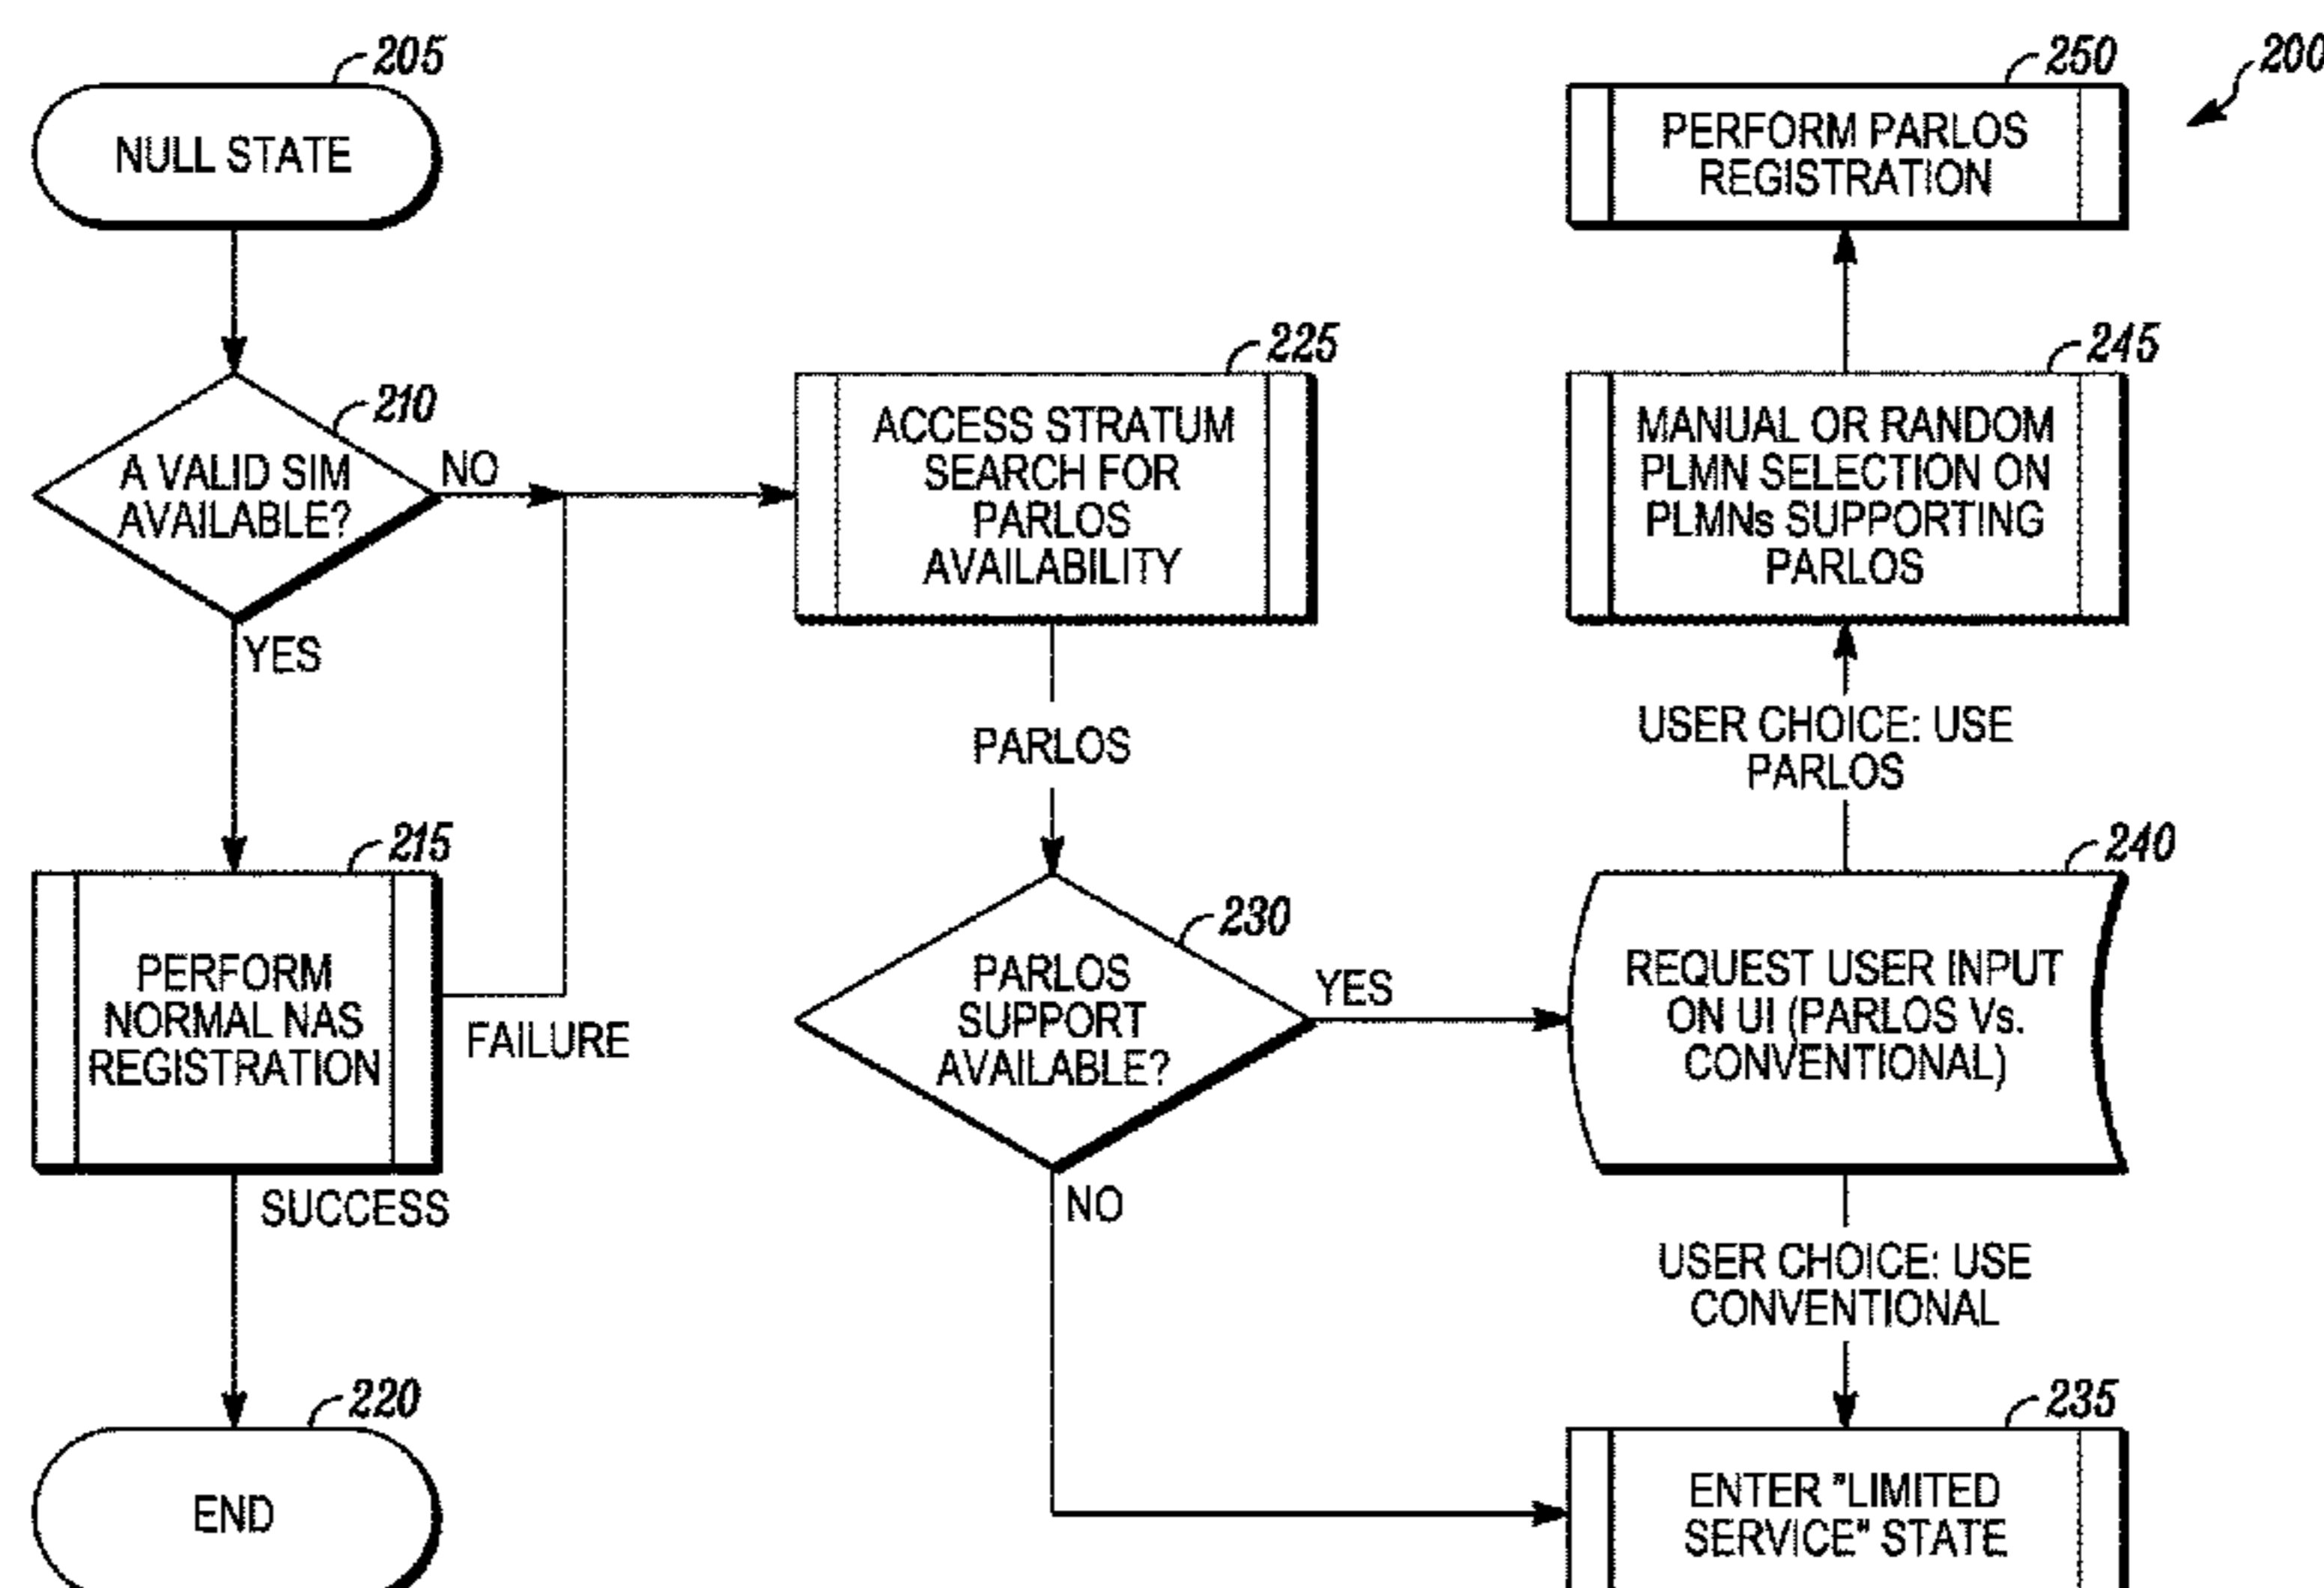 205
NULL STATE
210
A VALID SIM
AVAILABLE?
NO
YES
215
PERFORM
NORMAL NAS
REGISTRATION
FAILURE
SUCCESS
220
END
225
ACCESS STRATUM
SEARCH FOR
PARLOS
AVAILABILITY
PARLOS
230
PARLOS
SUPPORT
AVAILABLE?
YES
NO
200
250
PERFORM PARLOS
REGISTRATION
245
MANUAL OR RANDOM
PLMN SELECTION ON
PLMNs SUPPORTING
PARLOS
USER CHOICE: USE
PARLOS
240
REQUEST USER INPUT
ON UI (PARLOS Vs.
CONVENTIONAL)
USER CHOICE: USE
CONVENTIONAL
235
ENTER "LIMITED
SERVICE" STATE